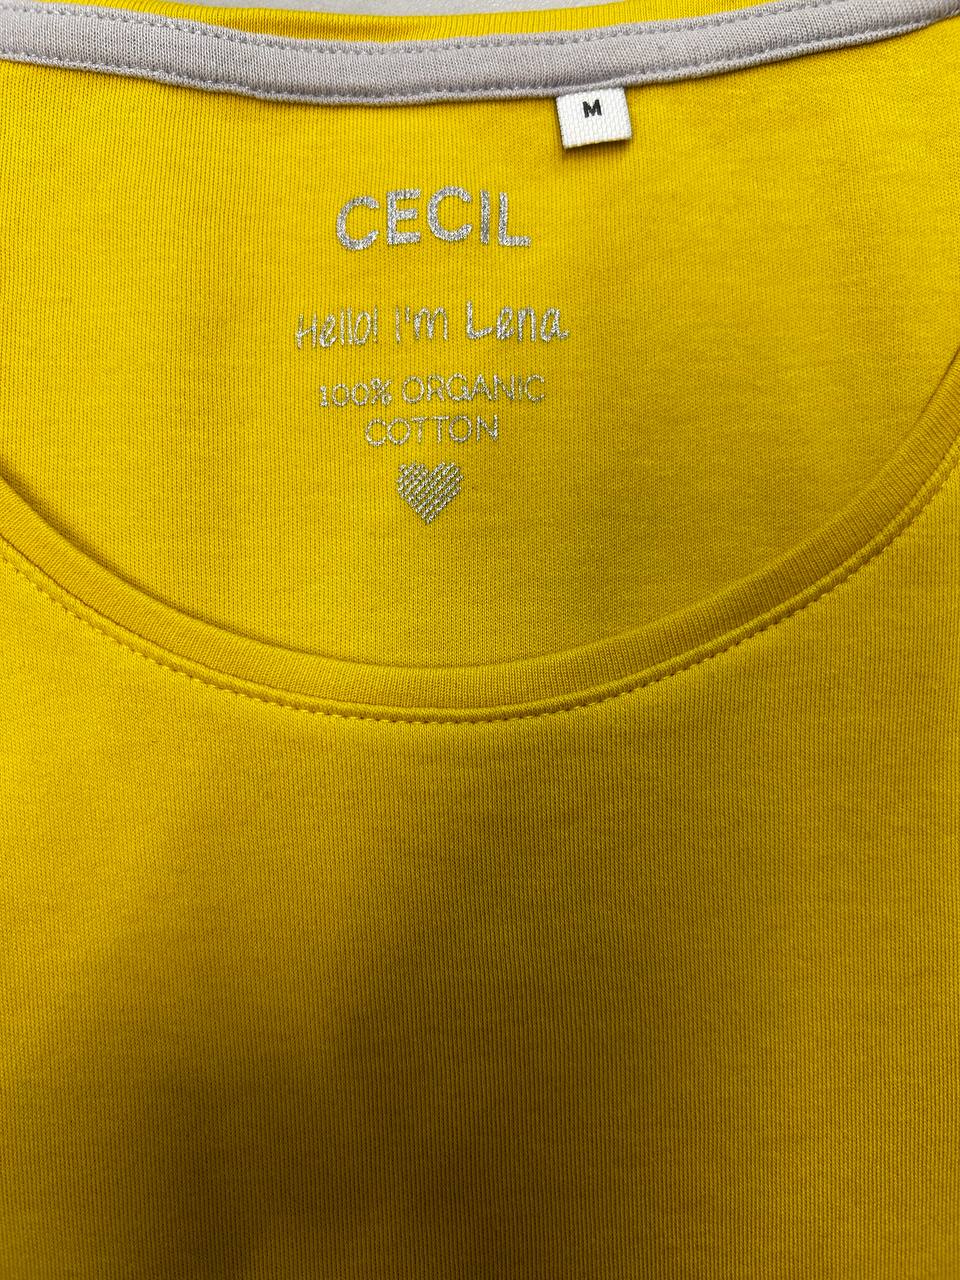 M
CECIL
Hello! I'm Lena
100% ORGANIC
COTTON